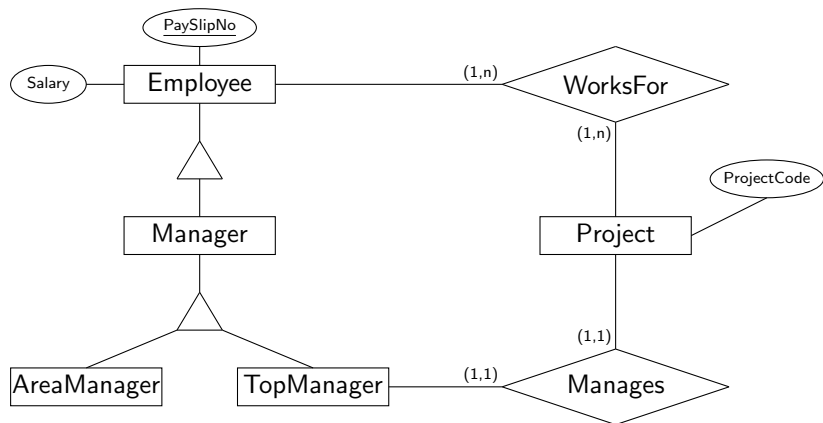 PaySlipNo
Salary
Employee
(1,n)
WorksFor
(1,n)
ProjectCode
Manager
Project
(1,1)
AreaManager
TopManager
(1,1)
Manages